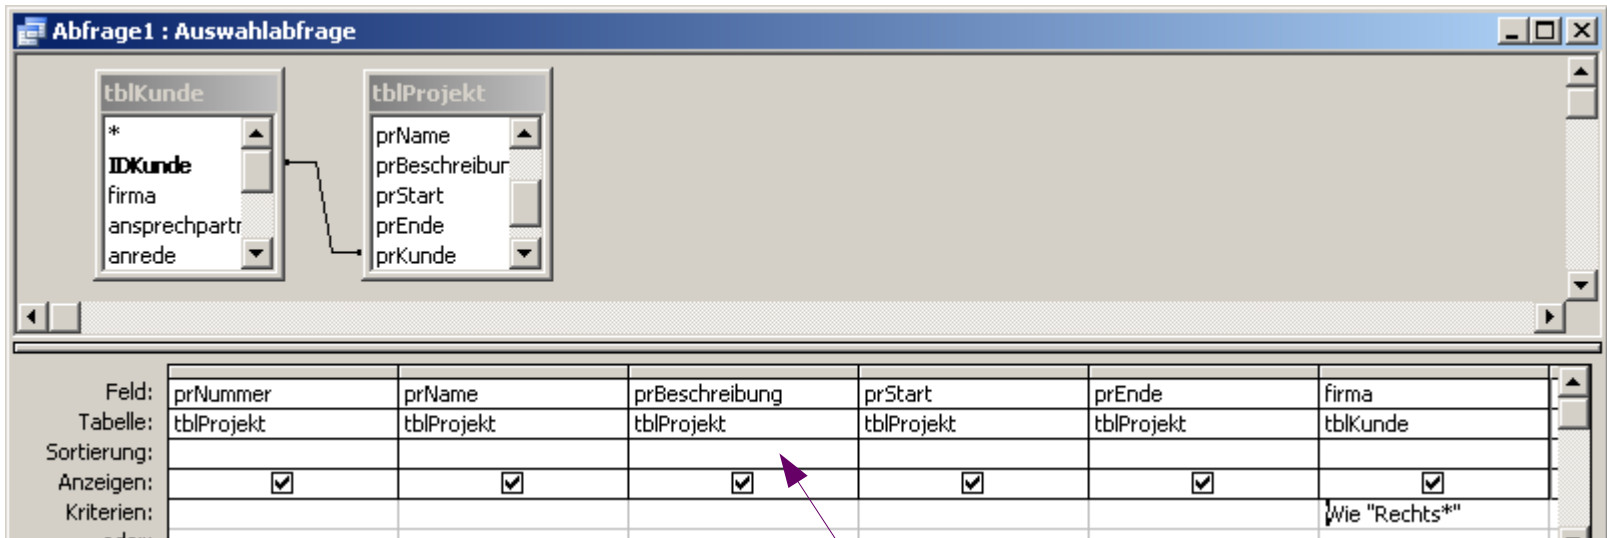 Abfrage1 : Auswahlabfrage
tblKunde
*
IDKunde
firma
ansprechpartr
anrede
tblProjekt
prName
prBeschreibur
prStart
prEnde
prKunde
Feld: prNummer prName prBeschreibung prStart prEnde firma
Tabelle: tblProjekt tblProjekt tblProjekt tblProjekt tblProjekt tblKunde
Sortierung:
Anzeigen:
Kriterien: Wie "Rechts*"
oder: